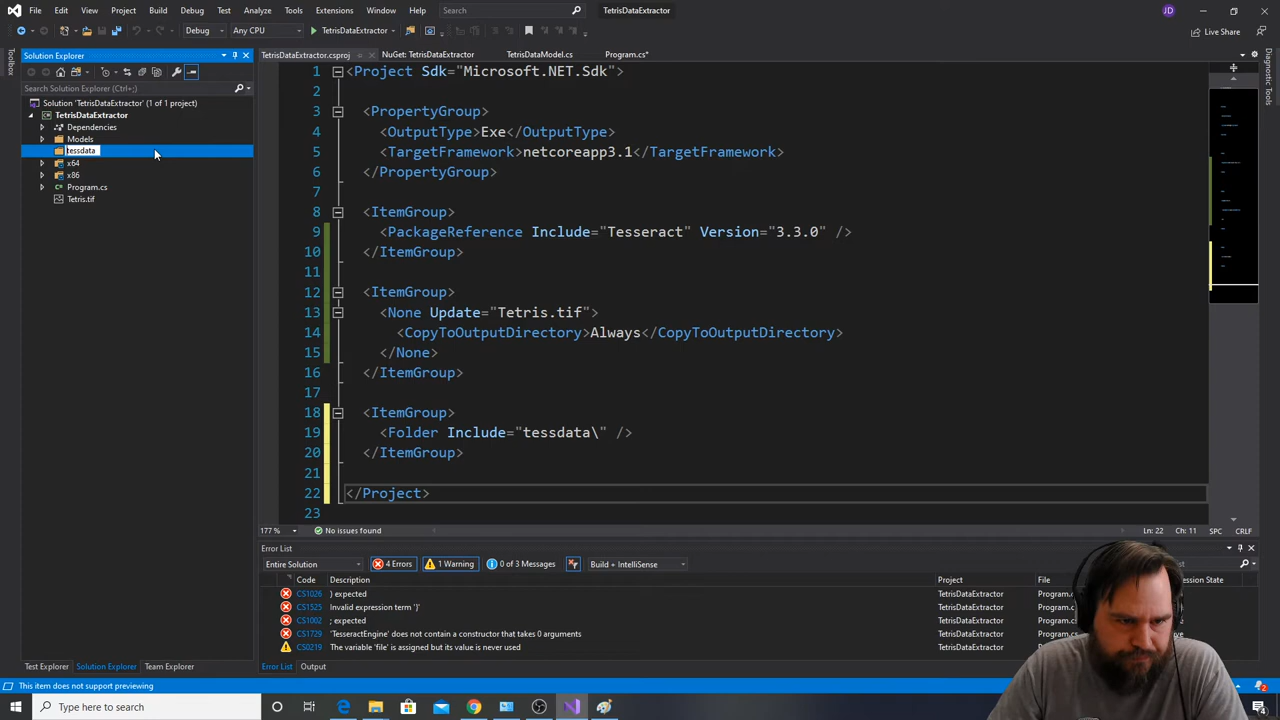 File Edit View Project Build Debug Test Analyze Tools Extensions Window Help Search (Ctrl+Q) TetrisDataExtractor JD
Debug Any CPU TetrisDataExtractor Live Share
Toolbox
Solution Explorer
Search Solution Explorer (Ctrl+;)
Solution 'TetrisDataExtractor' (1 of 1 project)
TetrisDataExtractor
Dependencies
Models
tessdata
x64
x86
Program.cs
Tetris.tif
TetrisDataExtractor.csproj NuGet: TetrisDataExtractor TetrisDataModel.cs Program.cs*
1 <Project Sdk="Microsoft.NET.Sdk">
2
3 <PropertyGroup>
4 <OutputType>Exe</OutputType>
5 <TargetFramework>netcoreapp3.1</TargetFramework>
6 </PropertyGroup>
7
8 <ItemGroup>
9 <PackageReference Include="Tesseract" Version="3.3.0" />
10 </ItemGroup>
11
12 <ItemGroup>
13 <None Update="Tetris.tif">
14 <CopyToOutputDirectory>Always</CopyToOutputDirectory>
15 </None>
16 </ItemGroup>
17
18 <ItemGroup>
19 <Folder Include="tessdata\" />
20 </ItemGroup>
21
22 </Project>
23
Diagnostic Tools
177 % No issues found Ln: 22 Ch: 11 SPC CRLF
Error List
Entire Solution 4 Errors 1 Warning 0 of 3 Messages Build + IntelliSense
Code Description Project File
CS1026 ) expected TetrisDataExtractor Program.c
CS1525 Invalid expression term '}' TetrisDataExtractor Program.c
CS1002 ; expected TetrisDataExtractor Program.c
CS1729 'TesseractEngine' does not contain a constructor that takes 0 arguments TetrisDataExtractor Program.c
CS0219 The variable 'file' is assigned but its value is never used TetrisDataExtractor Program.c
Test Explorer Solution Explorer Team Explorer Error List Output
This item does not support previewing
Type here to search